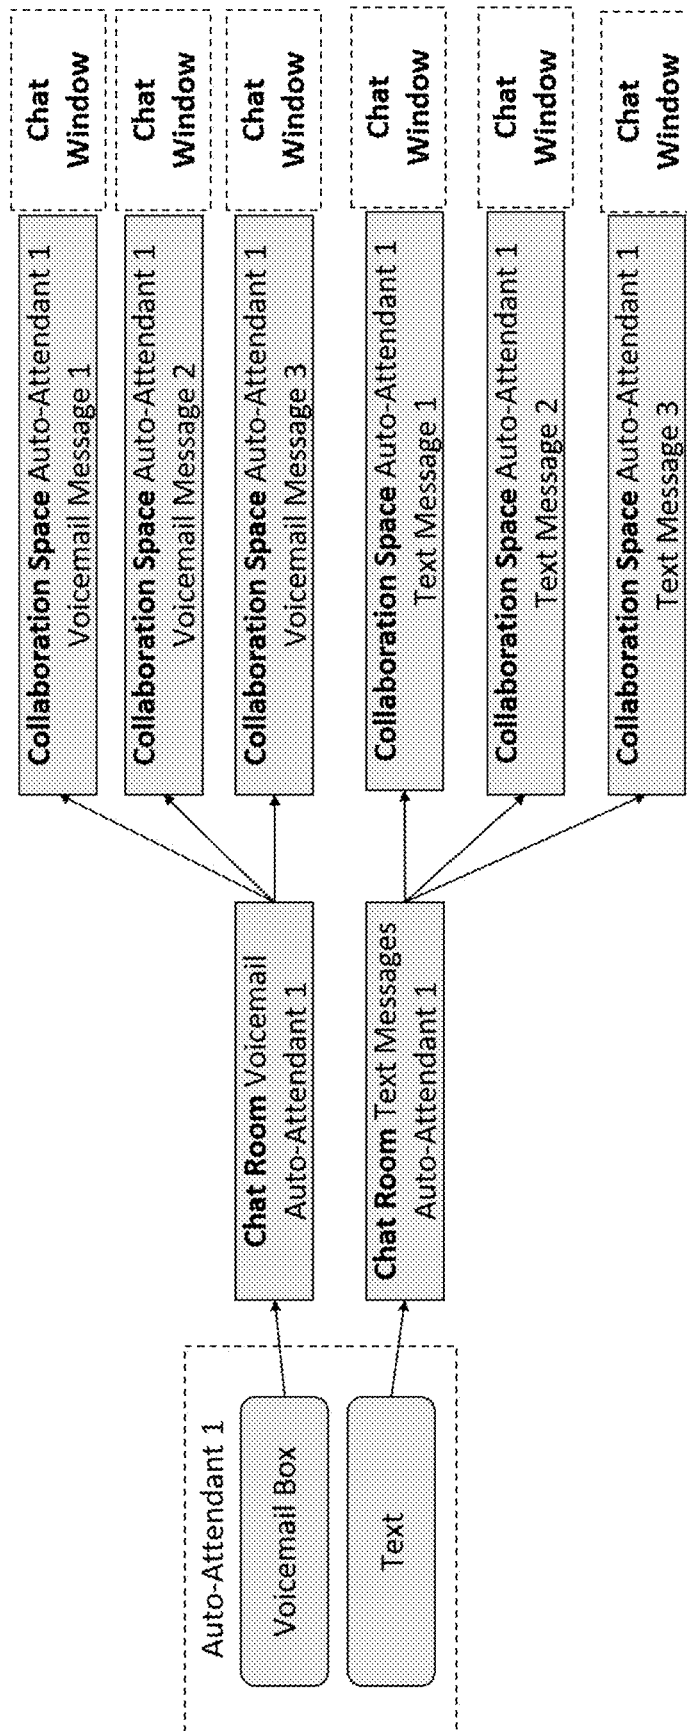 Auto-Attendant 1
Voicemail Box
Text
Chat Room Voicemail
Auto-Attendant 1
Chat Room Text Messages
Auto-Attendant 1
Collaboration Space Auto-Attendant 1
Voicemail Message 1
Chat
Window
Collaboration Space Auto-Attendant 1
Voicemail Message 2
Chat
Window
Collaboration Space Auto-Attendant 1
Voicemail Message 3
Chat
Window
Collaboration Space Auto-Attendant 1
Text Message 1
Chat
Window
Collaboration Space Auto-Attendant 1
Text Message 2
Chat
Window
Collaboration Space Auto-Attendant 1
Text Message 3
Chat
Window